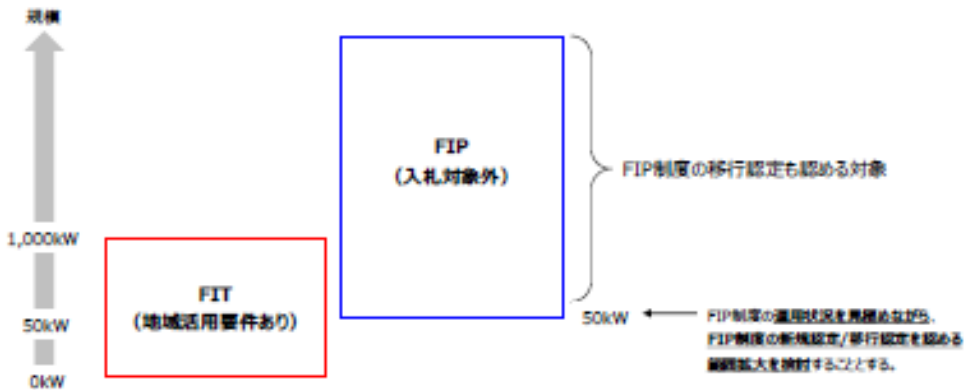 規模
FIP
(入札対象外)
FIP制度の移行認定も認める対象
1,000kW
FIT
(地域活用要件あり)
50kW
50kW
FIP制度の運用状況を見極めながら、
FIP制度の新規認定/移行認定を認める
範囲拡大を検討することとする。
0kW